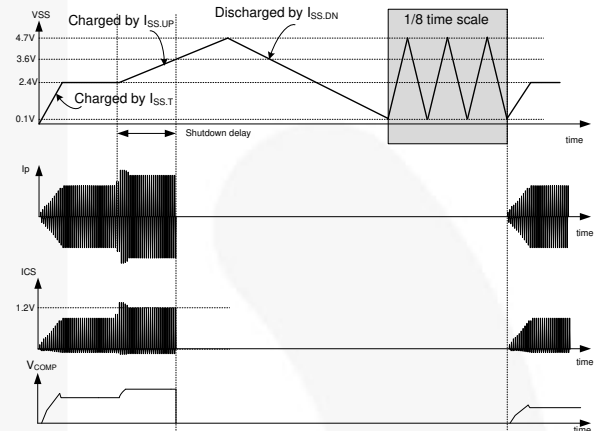 VSS
4.7V
3.6V
2.4V
0.1V
Charged by ISS.UP
Discharged by ISS.DN
1/8 time scale
Charged by ISS.T
Shutdown delay
time
Ip
time
ICS
1.2V
time
VCOMP
time